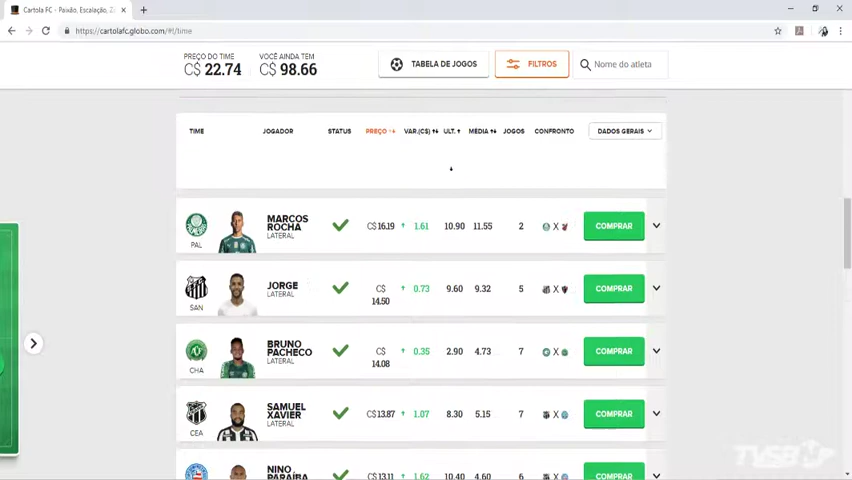 Cartola FC - Paixão, Escalação, Z
https://cartolafc.globo.com/#!/time
PREÇO DO TIME
C$ 22.74
VOCÊ AINDA TEM
C$ 98.66
TABELA DE JOGOS
FILTROS
Nome do atleta
TIME JOGADOR STATUS PREÇO VAR.(C$) ULT. MÉDIA JOGOS CONFRONTO DADOS GERAIS
PAL
MARCOS
ROCHA
LATERAL
C$16.19 1.61 10.90 11.55 2 X COMPRAR
SAN
JORGE
LATERAL
C$
14.50
0.73 9.60 9.32 5 X COMPRAR
CHA
BRUNO
PACHECO
LATERAL
C$
14.08
0.35 2.90 4.73 7 X COMPRAR
CEA
SAMUEL
XAVIER
LATERAL
C$13.87 1.07 8.30 5.15 7 X COMPRAR
NINO
PARAÍBA
C$13.11 1.62 10.40 4.60 6 X COMPRAR